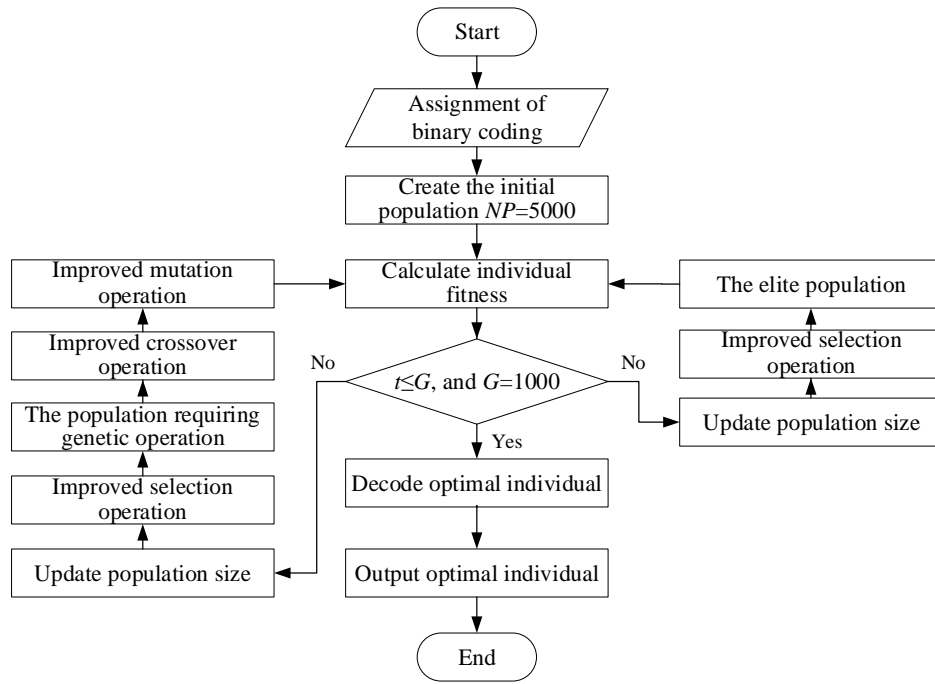 Start
Assignment of
binary coding
Create the initial
population NP=5000
Improved mutation
operation
Calculate individual
fitness
The elite population
Improved crossover
operation
No
t≤G, and G=1000
No
Improved selection
operation
The population requiring
genetic operation
Update population size
Yes
Improved selection
operation
Decode optimal individual
Update population size
Output optimal individual
End